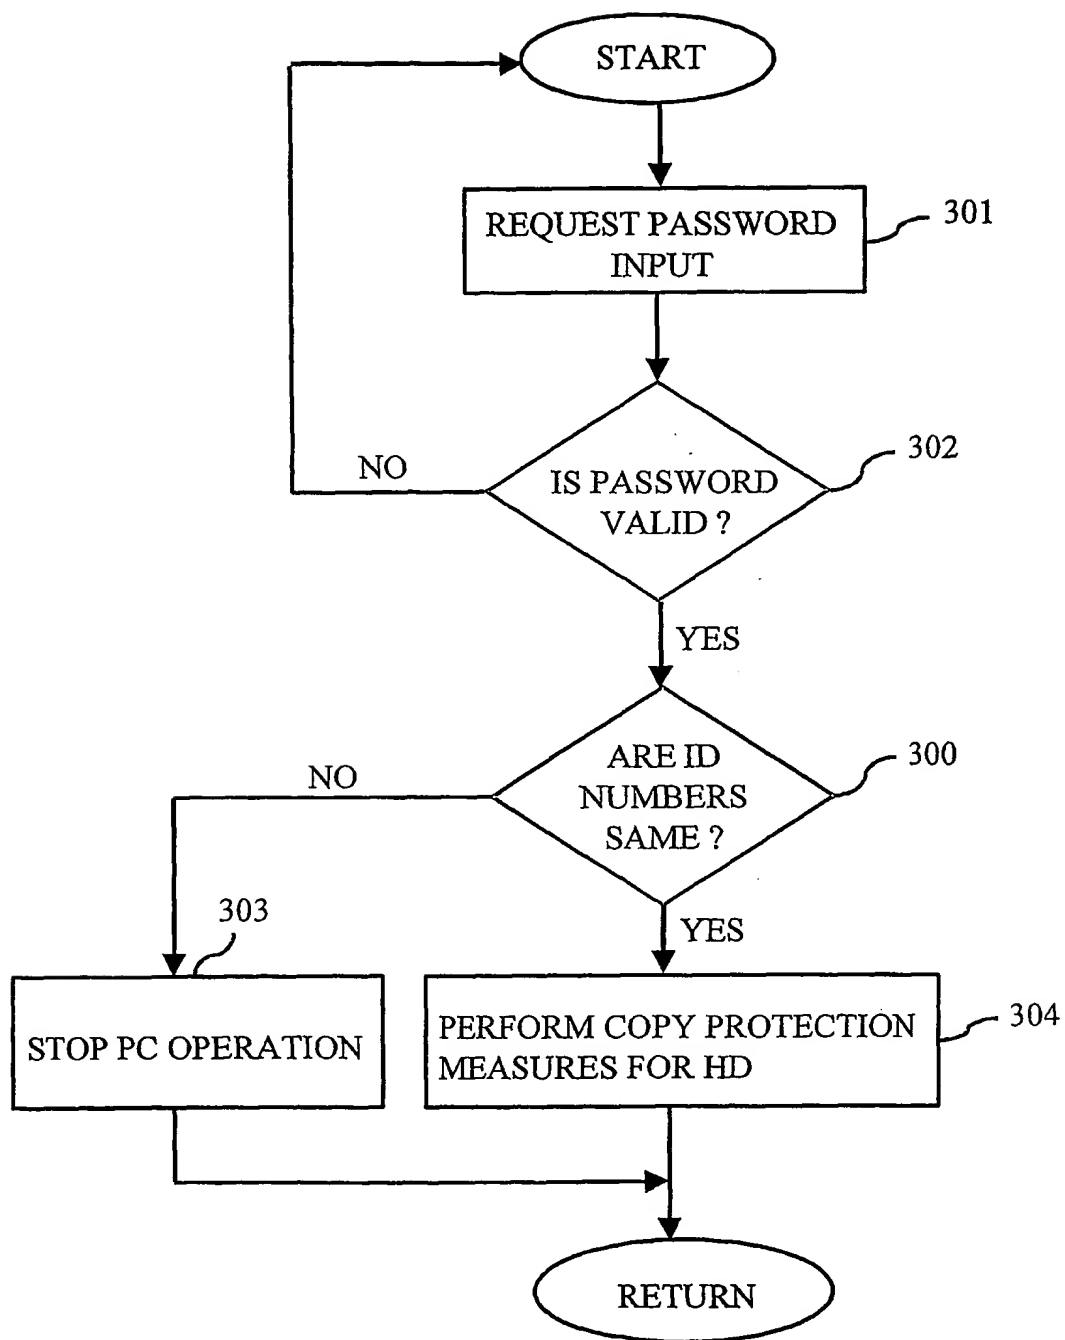 START
REQUEST PASSWORD
INPUT
301
302
NO
IS PASSWORD
VALID ?
YES
300
NO
ARE ID
NUMBERS
SAME ?
303
YES
STOP PC OPERATION
PERFORM COPY PROTECTION
MEASURES FOR HD
304
RETURN